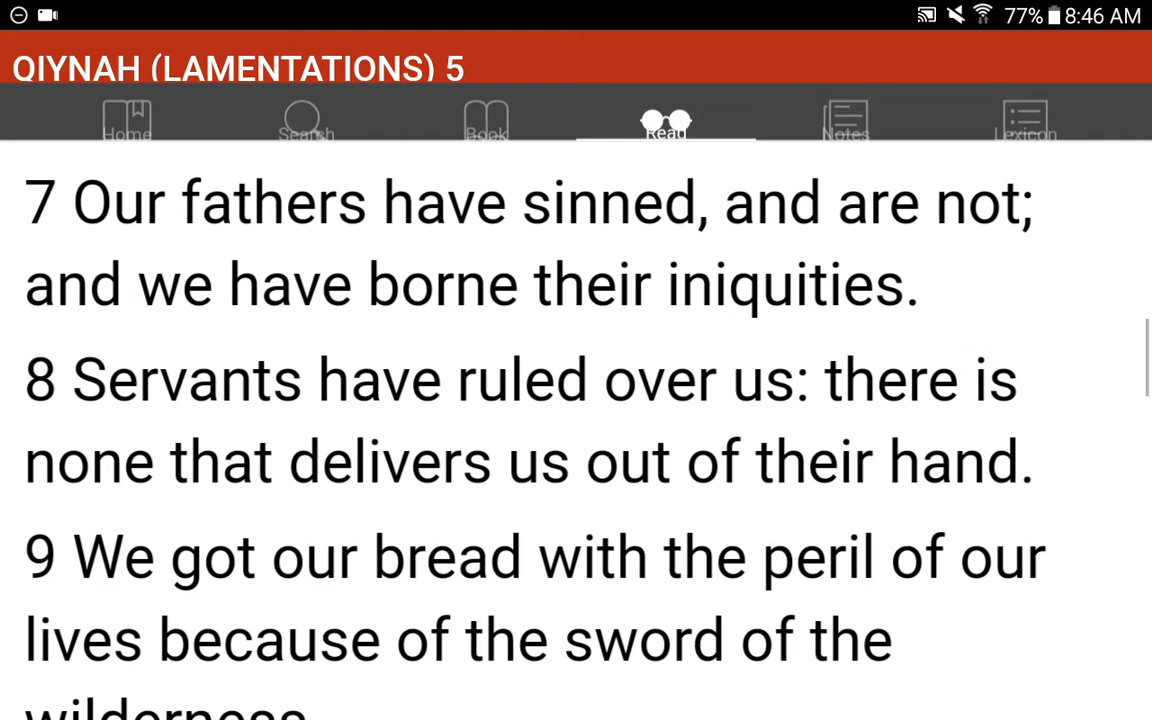 77% 8:46 AM
QIYNAH (LAMENTATIONS) 5
Home Search Book Read Notes Lexicon
7 Our fathers have sinned, and are not;
and we have borne their iniquities.
8 Servants have ruled over us: there is
none that delivers us out of their hand.
9 We got our bread with the peril of our
lives because of the sword of the
wilderness.